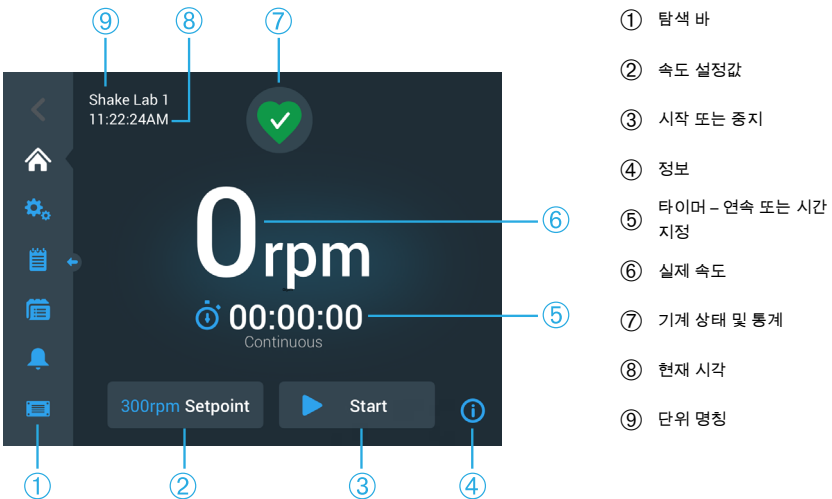 ⑨ ⑧ ⑦
Shake Lab 1
11:22:24AM
0rpm
⑥
00:00:00
⑤
Continuous
300rpm Setpoint
Start
① ② ③ ④
① 탐색 바
② 속도 설정값
③ 시작 또는 중지
④ 정보
⑤ 타이머 – 연속 또는 시간
지정
⑥ 실제 속도
⑦ 기계 상태 및 통계
⑧ 현재 시각
⑨ 단위 명칭